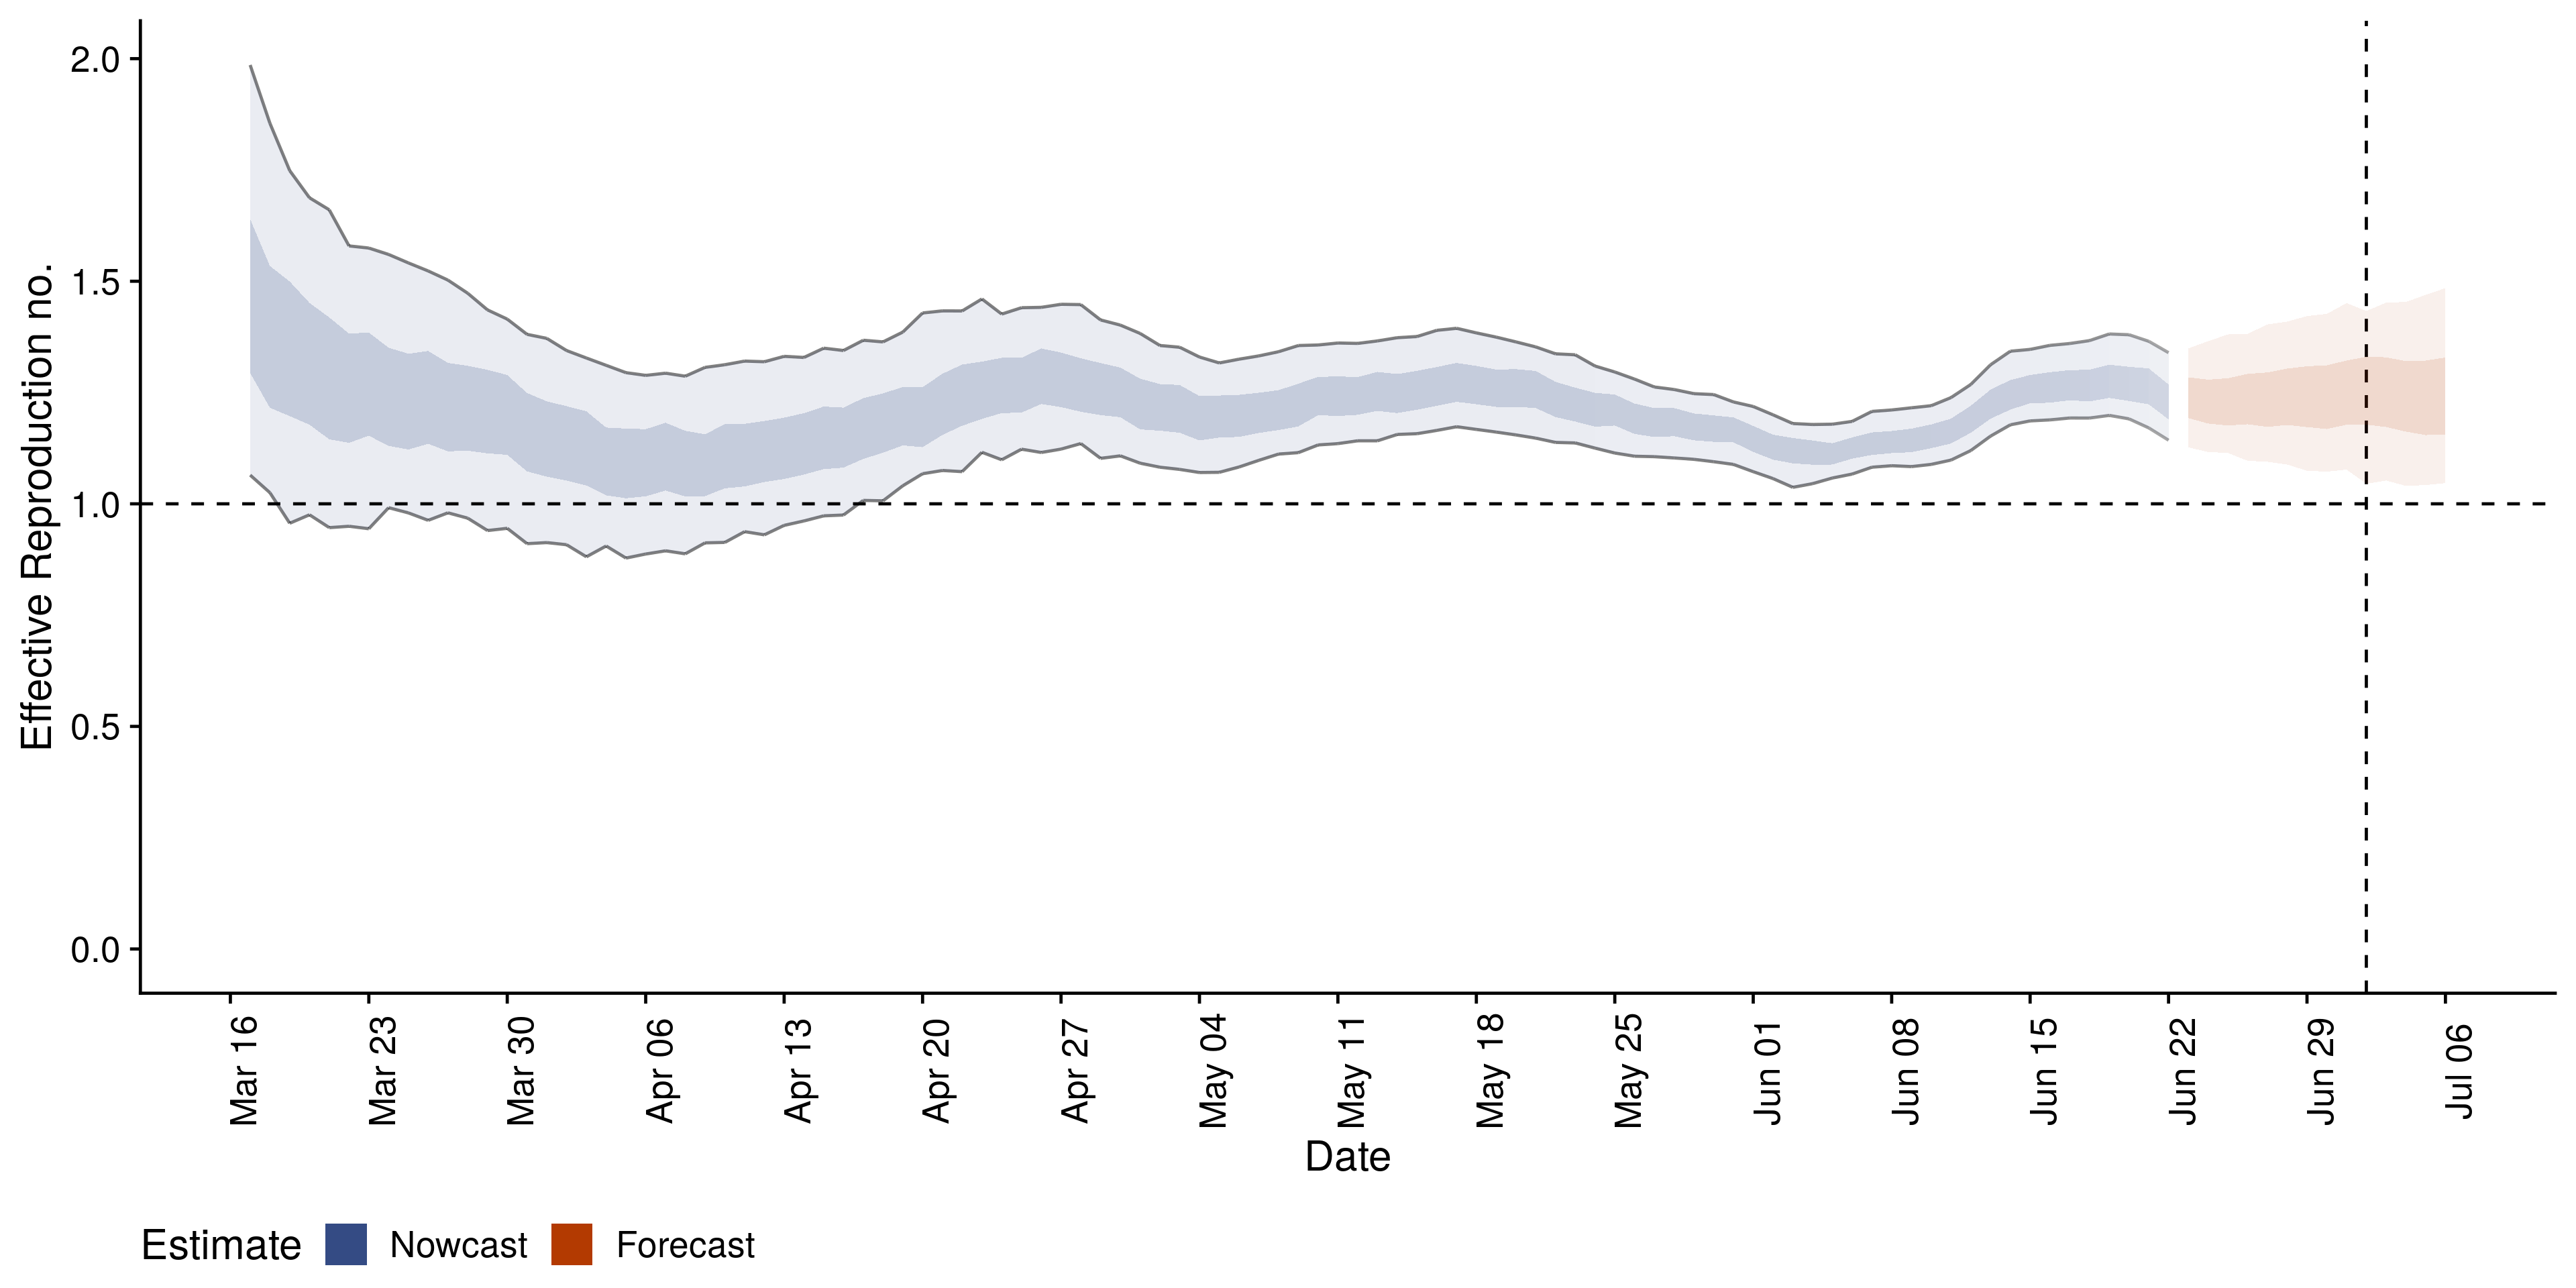 Effective Reproduction no.
2.0
1.5
1.0
0.5
0.0
Mar 16
Mar 23
Mar 30
Apr 06
Apr 13
Apr 20
Apr 27
May 04
May 11
May 18
May 25
Jun 01
Jun 08
Jun 15
Jun 22
Jun 29
Jul 06
Date
Estimate Nowcast Forecast